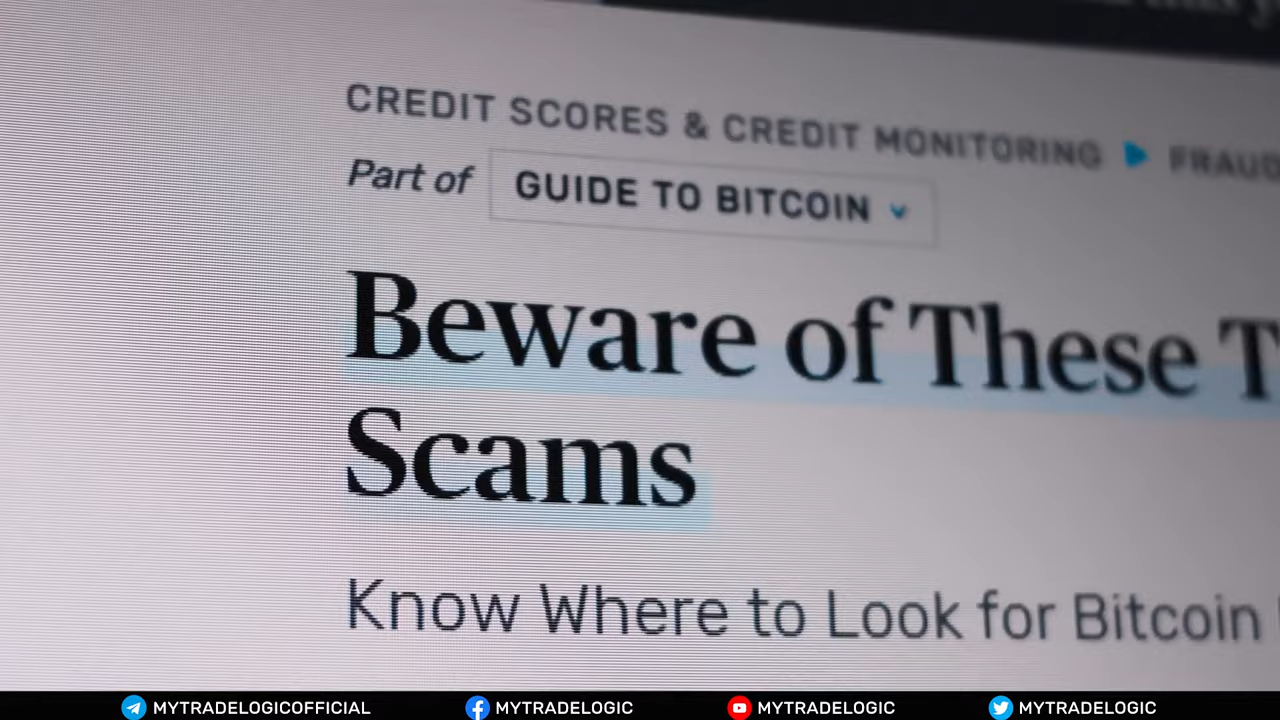 CREDIT SCORES & CREDIT MONITORING FRAUD
Part of GUIDE TO BITCOIN
Beware of These
Scams
Know Where to Look for Bitcoin
MYTRADELOGICOFFICIAL MYTRADELOGIC MYTRADELOGIC MYTRADELOGIC